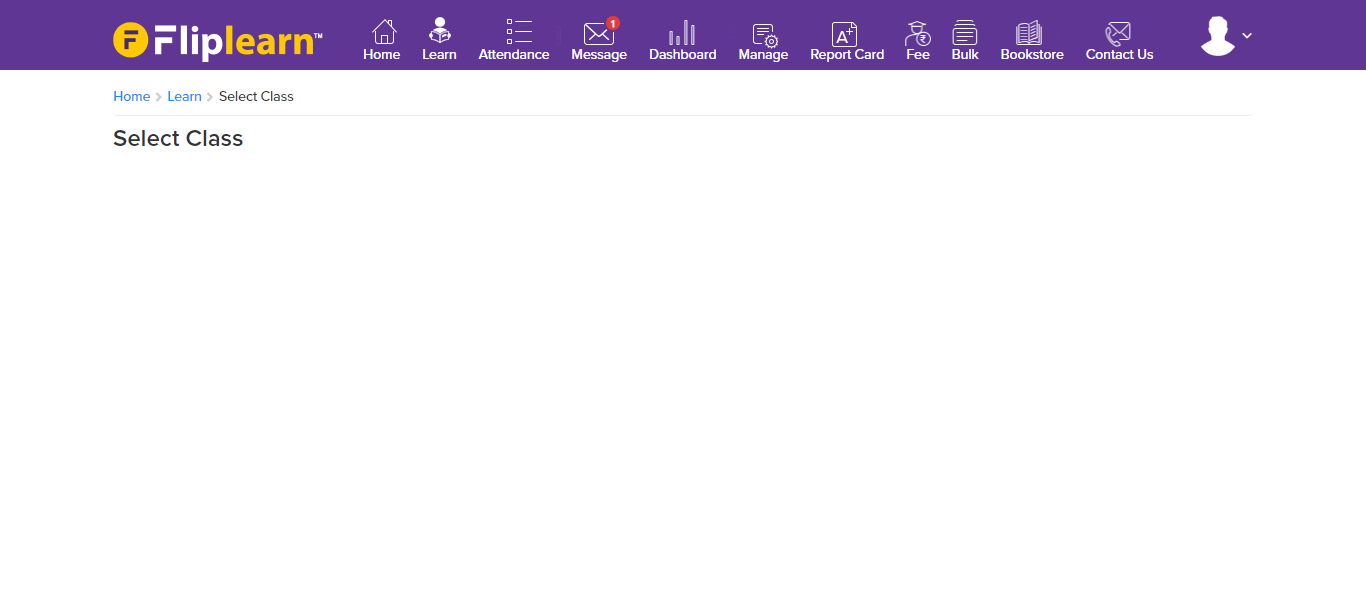 Fliplearn™
1
Home Learn Attendance Message Dashboard Manage Report Card Fee Bulk Bookstore Contact Us
Home > Learn > Select Class
Select Class